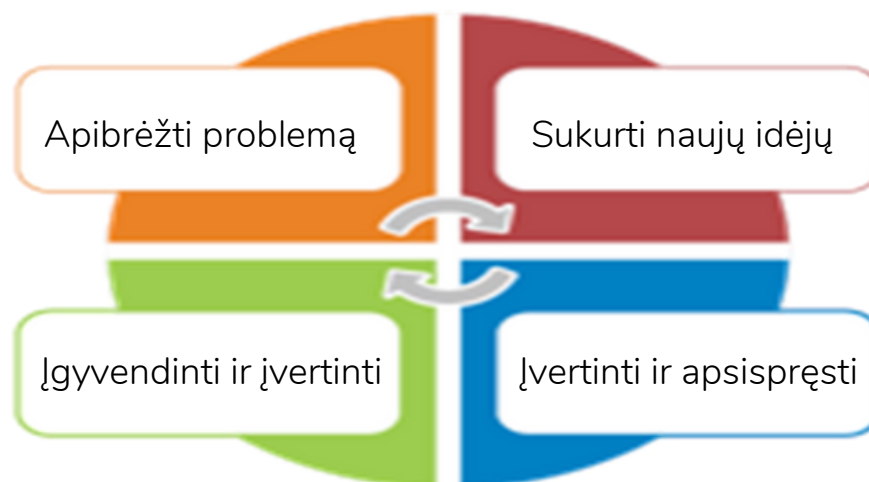 Apibrėžti problemą
Sukurti naujų idėjų
Įgyvendinti ir įvertinti
Įvertinti ir apsispręsti